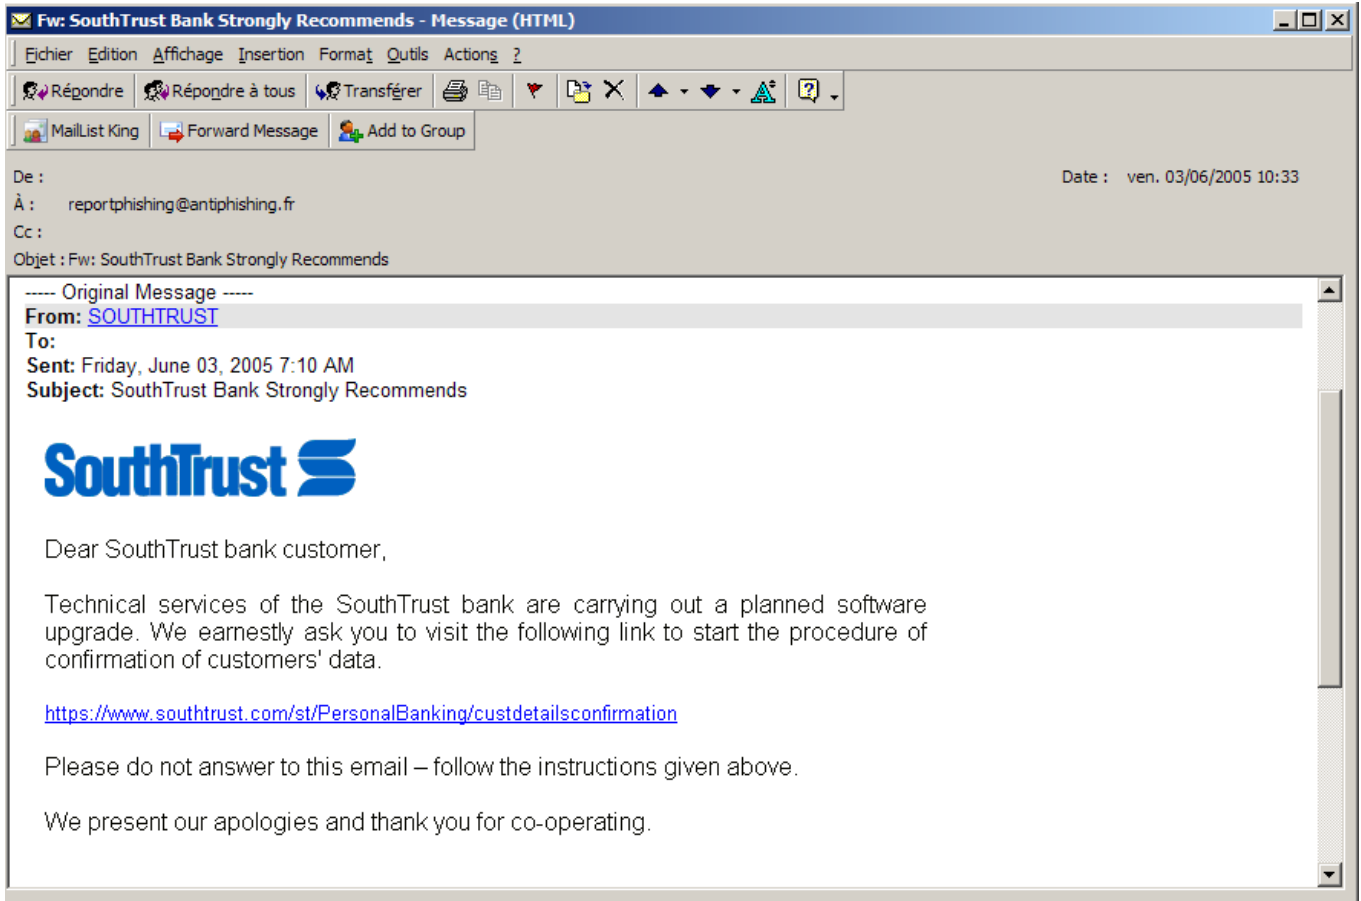 Fw: SouthTrust Bank Strongly Recommends - Message (HTML)
Fichier Edition Affichage Insertion Format Outils Actions ?
Répondre Répondre à tous Transférer
MailList King Forward Message Add to Group
De : Date : ven. 03/06/2005 10:33
À : reportphishing@antiphishing.fr
Cc :
Objet : Fw: SouthTrust Bank Strongly Recommends
----- Original Message -----
From: SOUTHTRUST
To:
Sent: Friday, June 03, 2005 7:10 AM
Subject: SouthTrust Bank Strongly Recommends
SouthTrust
Dear SouthTrust bank customer,
Technical services of the SouthTrust bank are carrying out a planned software
upgrade. We earnestly ask you to visit the following link to start the procedure of
confirmation of customers' data.
https://www.southtrust.com/st/PersonalBanking/custdetailsconfirmation
Please do not answer to this email – follow the instructions given above.
We present our apologies and thank you for co-operating.